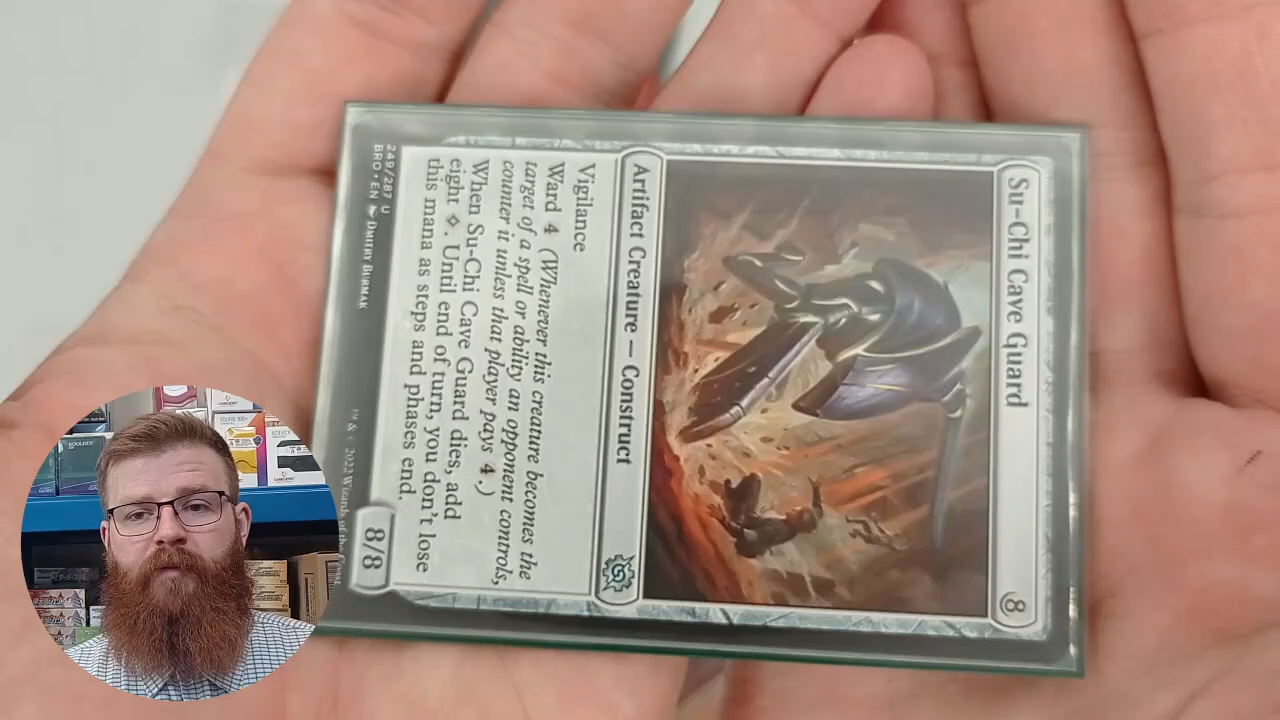 Su-Chi Cave Guard
8
Artifact Creature — Construct
Vigilance
Ward 4 (Whenever this creature becomes the
target of a spell or ability an opponent controls,
counter it unless that player pays 4.)
When Su-Chi Cave Guard dies, add
eight ◇. Until end of turn, you don't lose
this mana as steps and phases end.
8/8
249/287 U
BRO • EN Dmitry Burmak
™ & © 2022 Wizards of the Coast